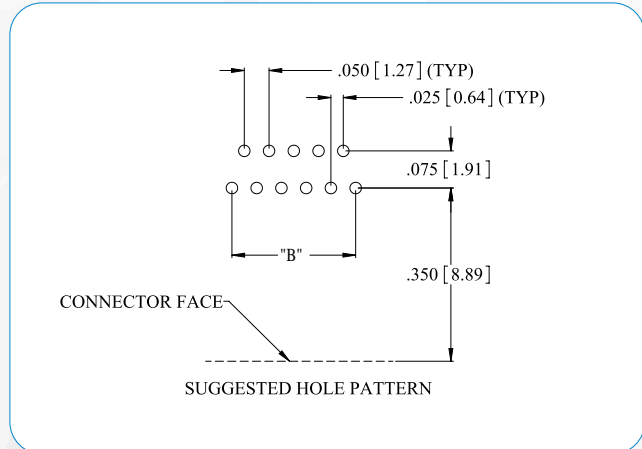 .050 [1.27] (TYP)
.025 [0.64] (TYP)
.075 [1.91]
"B"
.350 [8.89]
CONNECTOR FACE
SUGGESTED HOLE PATTERN